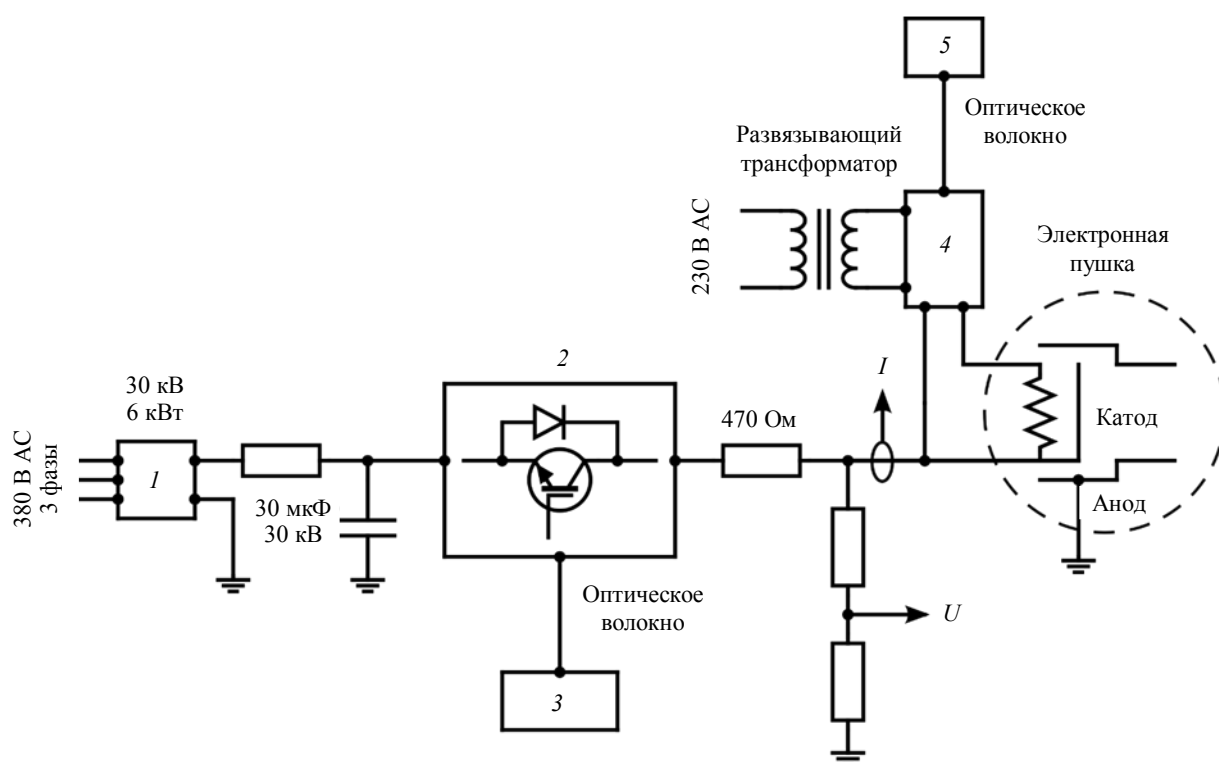 5
Оптическое
волокно
Развязывающий
трансформатор
230 В АС
4
Электронная
пушка
2
I
30 кВ
6 кВт
470 Ом
Катод
380 В АС
3 фазы
1
Анод
30 мкФ
30 кВ
Оптическое
волокно
U
3